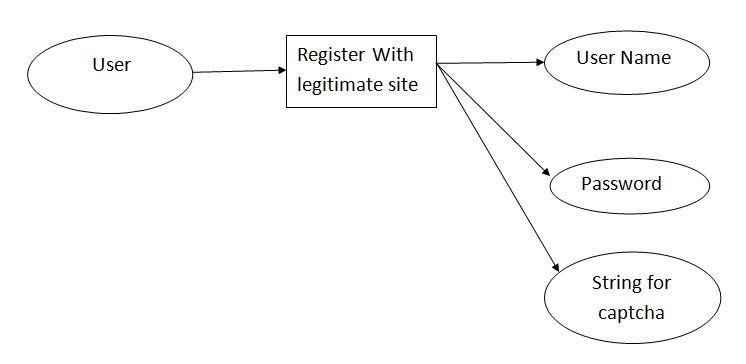 User
Register With
legitimate site
User Name
Password
String for
captcha